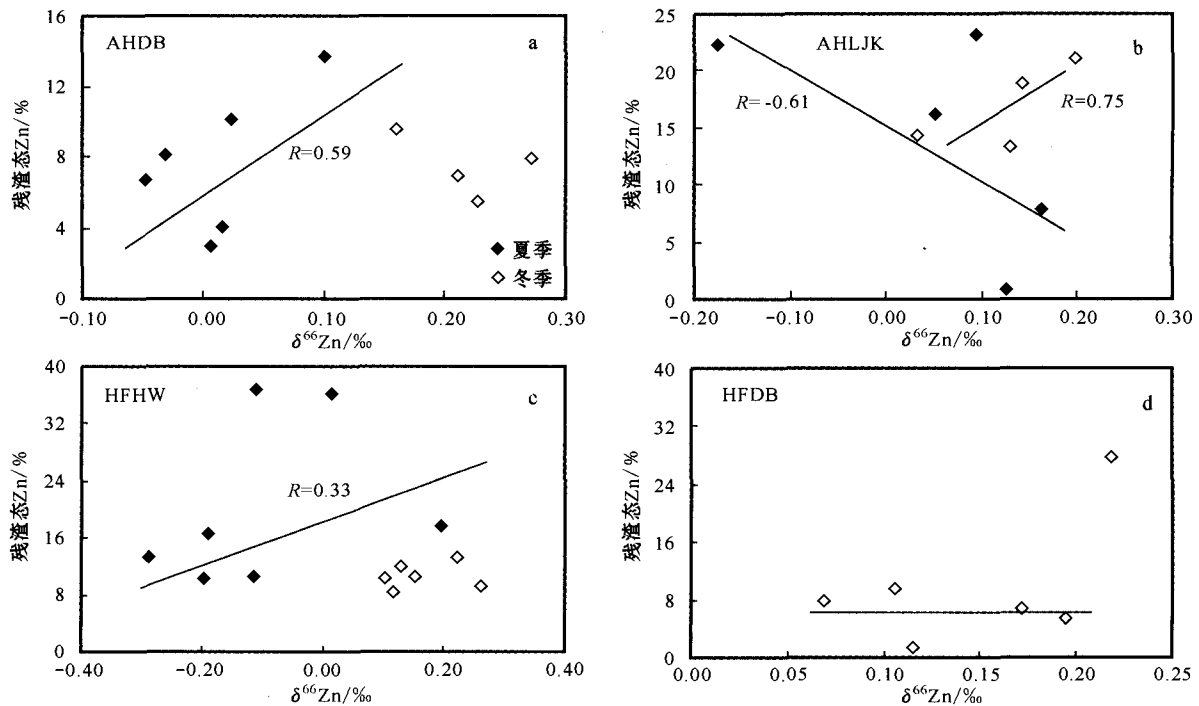 AHDB
a
残渣态Zn/%
16
12
8
4
0
R=0.59
◆ 夏季
◇ 冬季
−0.10 0.00 0.10 0.20 0.30
δ⁶⁶Zn/‰
AHLJK
b
残渣态Zn/%
25
20
15
10
5
0
R= -0.61
R=0.75
−0.20 −0.10 0.00 0.10 0.20 0.30
δ⁶⁶Zn/‰
HFHW
c
残渣态Zn/%
40
32
24
16
8
0
R=0.33
−0.40 −0.20 0.00 0.20 0.40
δ⁶⁶Zn/‰
HFDB
d
残渣态Zn/%
40
32
24
16
8
0
0.00 0.05 0.10 0.15 0.20 0.25
δ⁶⁶Zn/‰